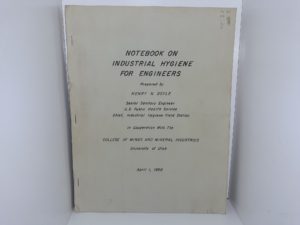 NOTEBOOK ON
INDUSTRIAL HYGIENE
FOR ENGINEERS
Prepared by
HENRY N. DOYLE
Senior Sanitary Engineer
U.S. Public Health Service
Chief, Industrial Hygiene Field Station
In Cooperation With The
COLLEGE OF MINES AND MINERAL INDUSTRIES
University of Utah
April 1,